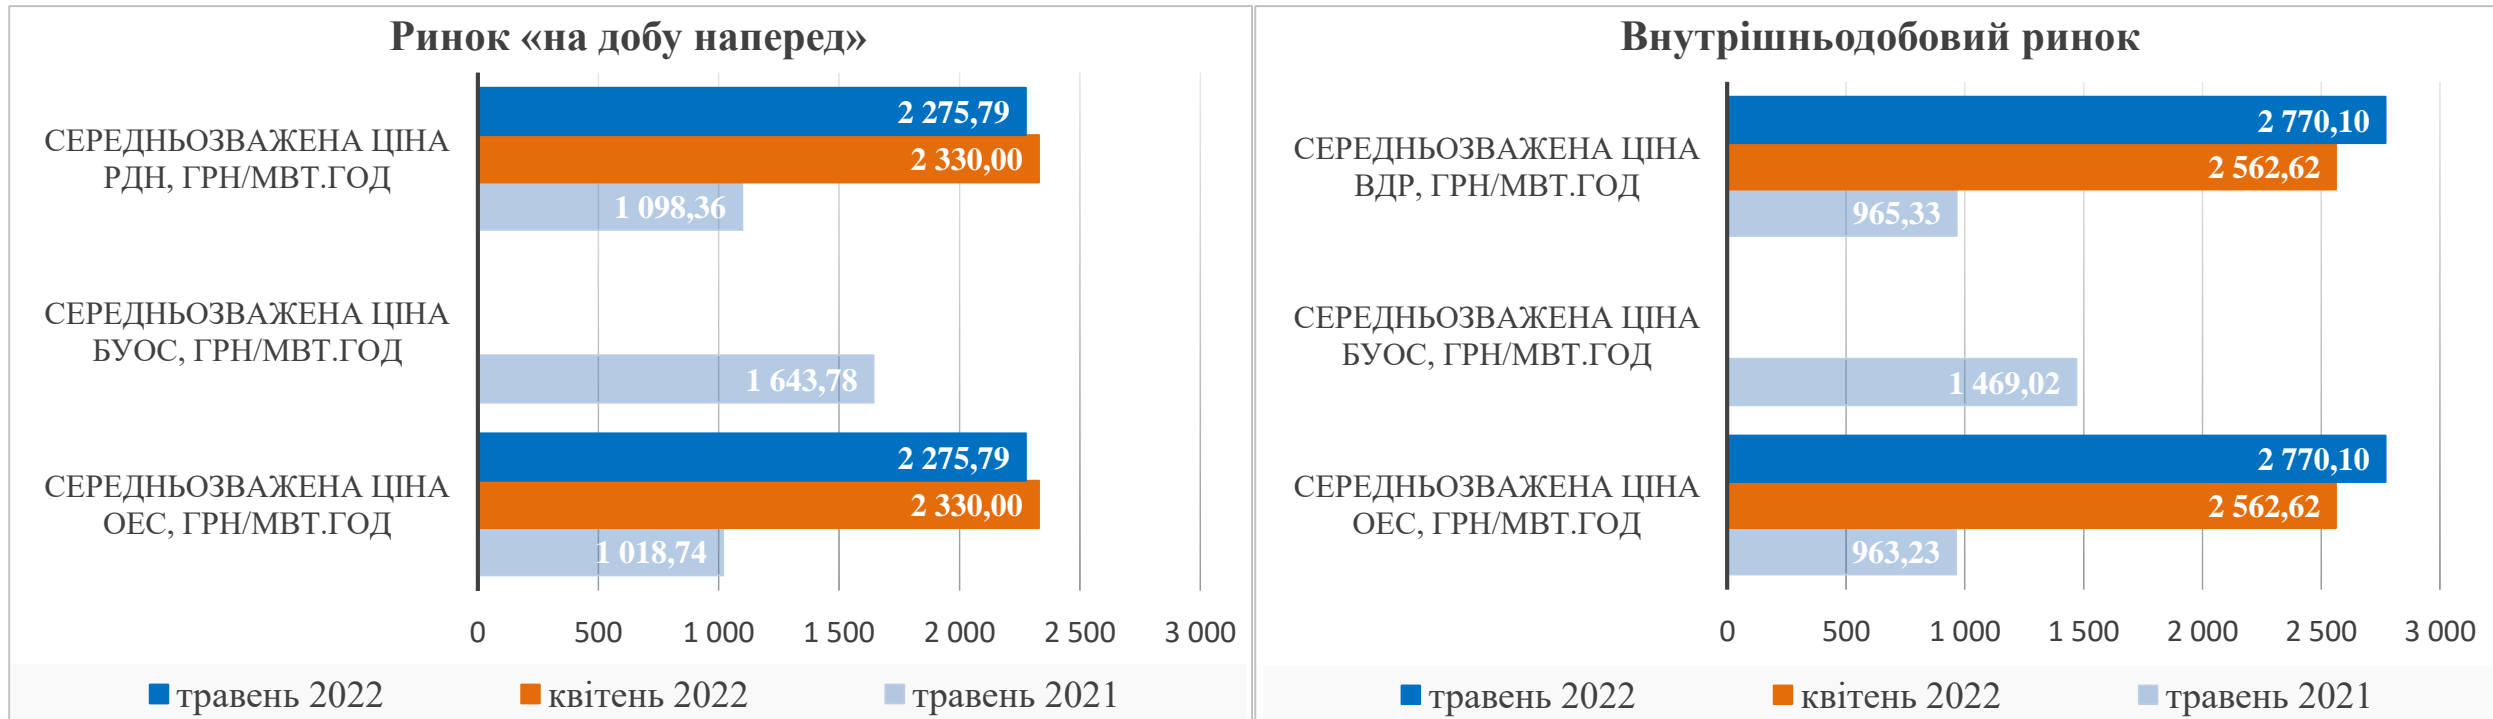 Ринок «на добу наперед»
СЕРЕДНЬОЗВАЖЕНА ЦІНА
РДН, ГРН/МВТ.ГОД
2 275,79
2 330,00
1 098,36
СЕРЕДНЬОЗВАЖЕНА ЦІНА
БУОС, ГРН/МВТ.ГОД
1 643,78
СЕРЕДНЬОЗВАЖЕНА ЦІНА
ОЕС, ГРН/МВТ.ГОД
2 275,79
2 330,00
1 018,74
0 500 1 000 1 500 2 000 2 500 3 000
травень 2022 квітень 2022 травень 2021
Внутрішньодобовий ринок
СЕРЕДНЬОЗВАЖЕНА ЦІНА
ВДР, ГРН/МВТ.ГОД
2 770,10
2 562,62
965,33
СЕРЕДНЬОЗВАЖЕНА ЦІНА
БУОС, ГРН/МВТ.ГОД
1 469,02
СЕРЕДНЬОЗВАЖЕНА ЦІНА
ОЕС, ГРН/МВТ.ГОД
2 770,10
2 562,62
963,23
0 500 1 000 1 500 2 000 2 500 3 000
травень 2022 квітень 2022 травень 2021